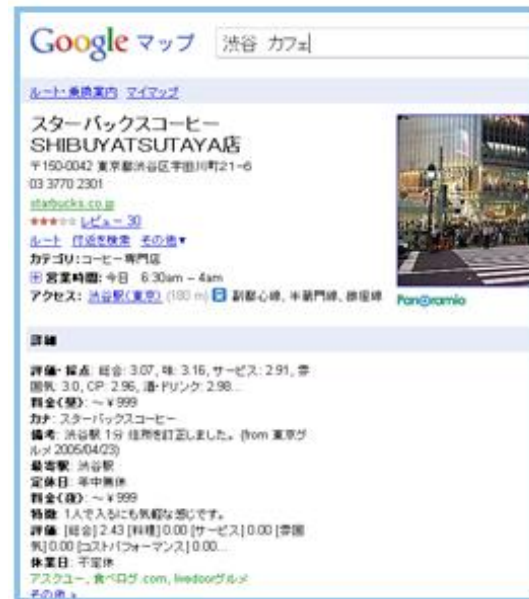 Google マップ
渋谷 カフェ
ルート・乗換案内 マイマップ
スターバックスコーヒー
SHIBUYATSUTAYA店
〒150-0042 東京都渋谷区宇田川町21-6
03 3770 2301
starbucks.co.jp
★★★☆☆ レビュー 30
ルート 付近を検索 その他▼
カテゴリ:コーヒー専門店
営業時間: 今日 6:30am – 4am
アクセス: 渋谷駅(東京) (180 m) 副都心線, 半蔵門線, 銀座線
Panoramio
詳細
評価・採点: 総合: 3.07, 味: 3.16, サービス: 2.91, 雰
囲気: 3.0, CP: 2.96, 酒・ドリンク: 2.98...
料金(昼): ～¥999
カナ: スターバックスコーヒー
備考: 渋谷駅 1分 住所を訂正しました。(from 東京グ
ルメ 2005/04/23)
最寄駅: 渋谷駅
定休日: 年中無休
料金(夜): ～¥999
特徴: 1人で入るにも気軽な感じです。
評価: [総合] 2.43 [料理] 0.00 [サービス] 0.00 [雰囲
気] 0.00 [コストパフォーマンス] 0.00...
休業日: 不定休
アスクユー, 食べログ.com, livedoorグルメ
その他 »